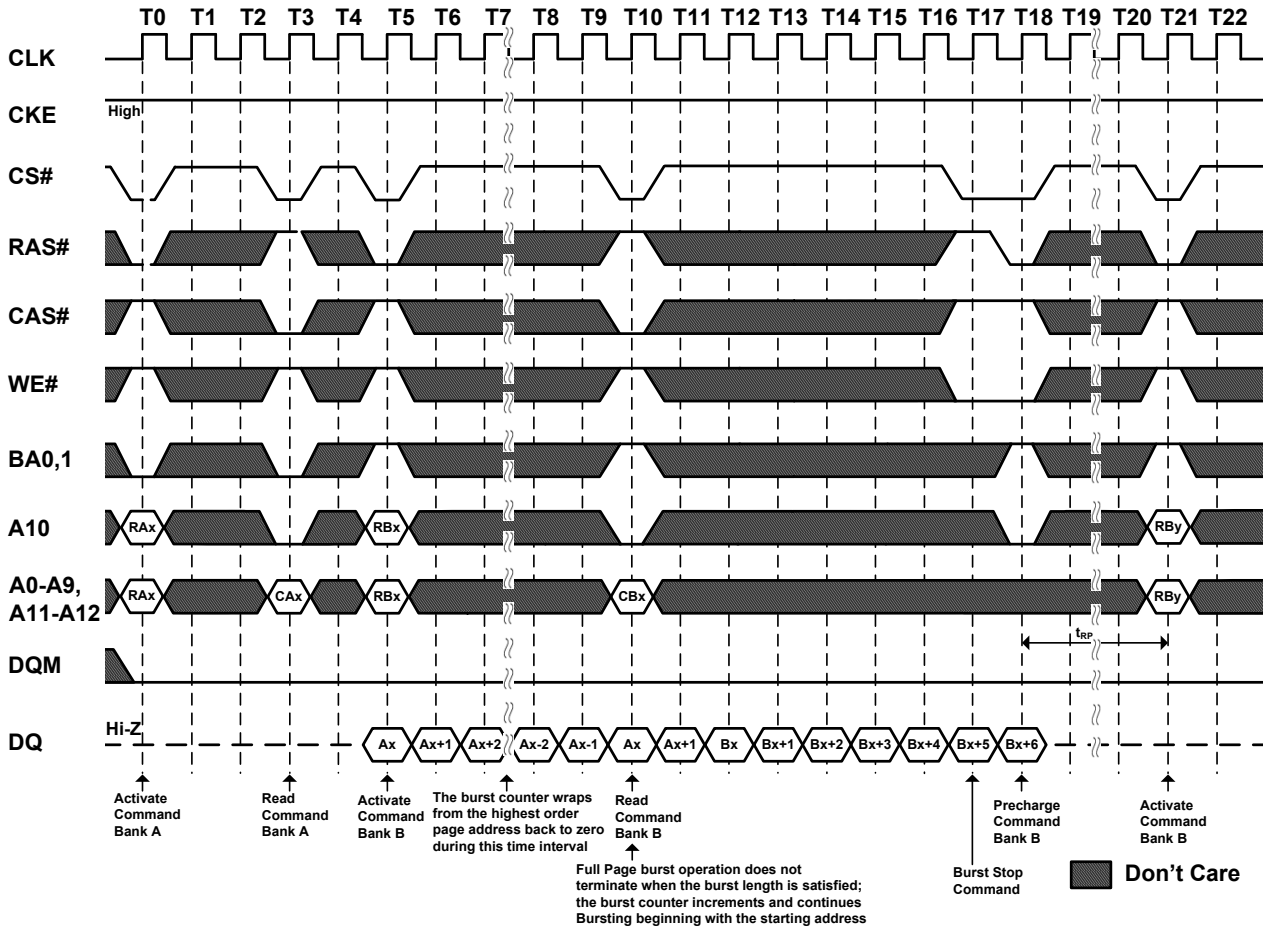 T0 T1 T2 T3 T4 T5 T6 T7 T8 T9 T10 T11 T12 T13 T14 T15 T16 T17 T18 T19 T20 T21 T22
CLK
CKE High
CS#
RAS#
CAS#
WE#
BA0,1
A10 RAx RBx RBy
A0-A9,
A11-A12
RAx CAx RBx CBx RBy
tRP
DQM
DQ Hi-Z Ax Ax+1 Ax+2 Ax-2 Ax-1 Ax Ax+1 Bx Bx+1 Bx+2 Bx+3 Bx+4 Bx+5 Bx+6
Activate
Command
Bank A
Read
Command
Bank A
Activate
Command
Bank B
The burst counter wraps
from the highest order
page address back to zero
during this time interval
Read
Command
Bank B
Full Page burst operation does not
terminate when the burst length is satisfied;
the burst counter increments and continues
Bursting beginning with the starting address
Burst Stop
Command
Precharge
Command
Bank B
Activate
Command
Bank B
Don't Care